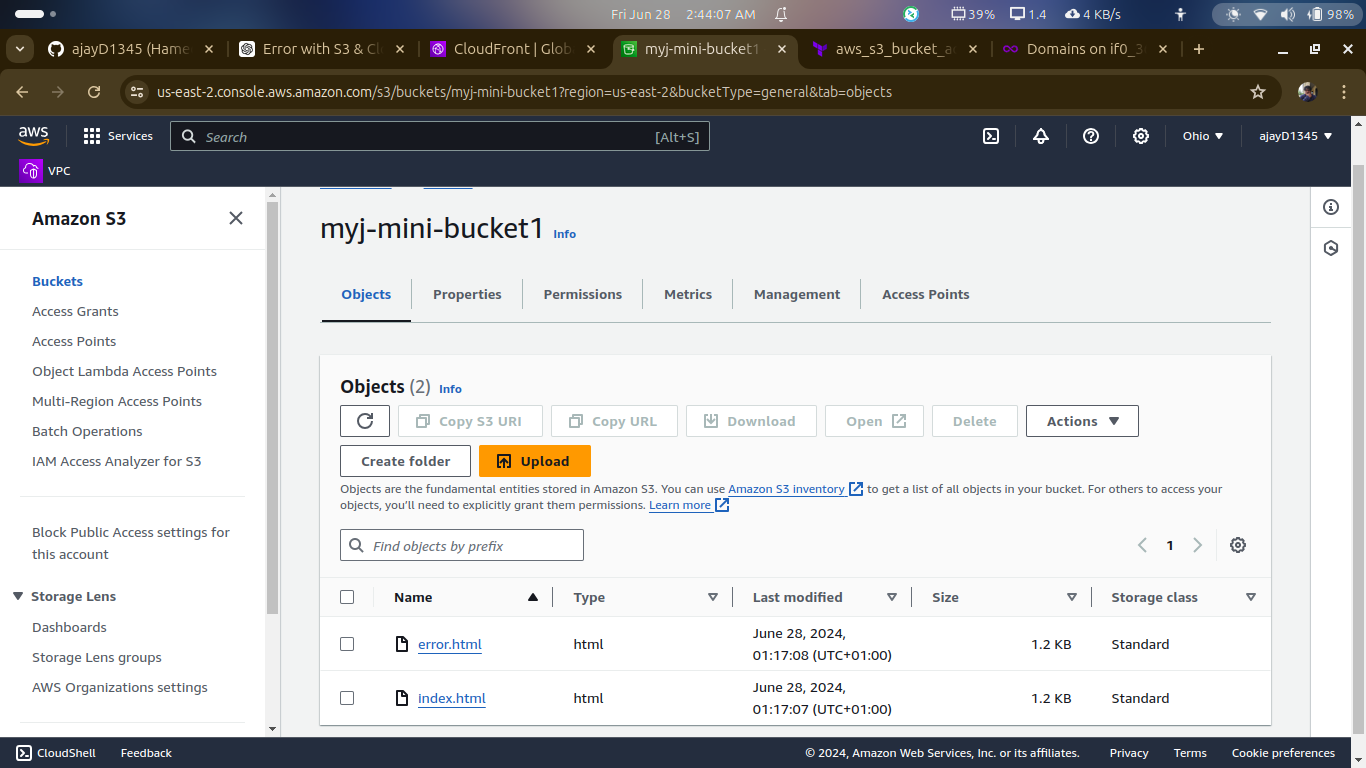 Fri Jun 28 2:44:07 AM 39% 1.4 4 KB/s 98%
ajayD1345 (Hame Error with S3 & Cl CloudFront | Glob myj-mini-bucket1 aws_s3_bucket_a Domains on if0_3
us-east-2.console.aws.amazon.com/s3/buckets/myj-mini-bucket1?region=us-east-2&bucketType=general&tab=objects
aws Services Search [Alt+S] Ohio ajayD1345
VPC
Amazon S3
Buckets
Access Grants
Access Points
Object Lambda Access Points
Multi-Region Access Points
Batch Operations
IAM Access Analyzer for S3
Block Public Access settings for
this account
Storage Lens
Dashboards
Storage Lens groups
AWS Organizations settings
myj-mini-bucket1 Info
Objects Properties Permissions Metrics Management Access Points
Objects (2) Info
Copy S3 URI Copy URL Download Open Delete Actions
Create folder Upload
Objects are the fundamental entities stored in Amazon S3. You can use Amazon S3 inventory to get a list of all objects in your bucket. For others to access your
objects, you'll need to explicitly grant them permissions. Learn more
Find objects by prefix 1
Name Type Last modified Size Storage class
error.html html June 28, 2024, 1.2 KB Standard
01:17:08 (UTC+01:00)
index.html html June 28, 2024, 1.2 KB Standard
01:17:07 (UTC+01:00)
CloudShell Feedback © 2024, Amazon Web Services, Inc. or its affiliates. Privacy Terms Cookie preferences